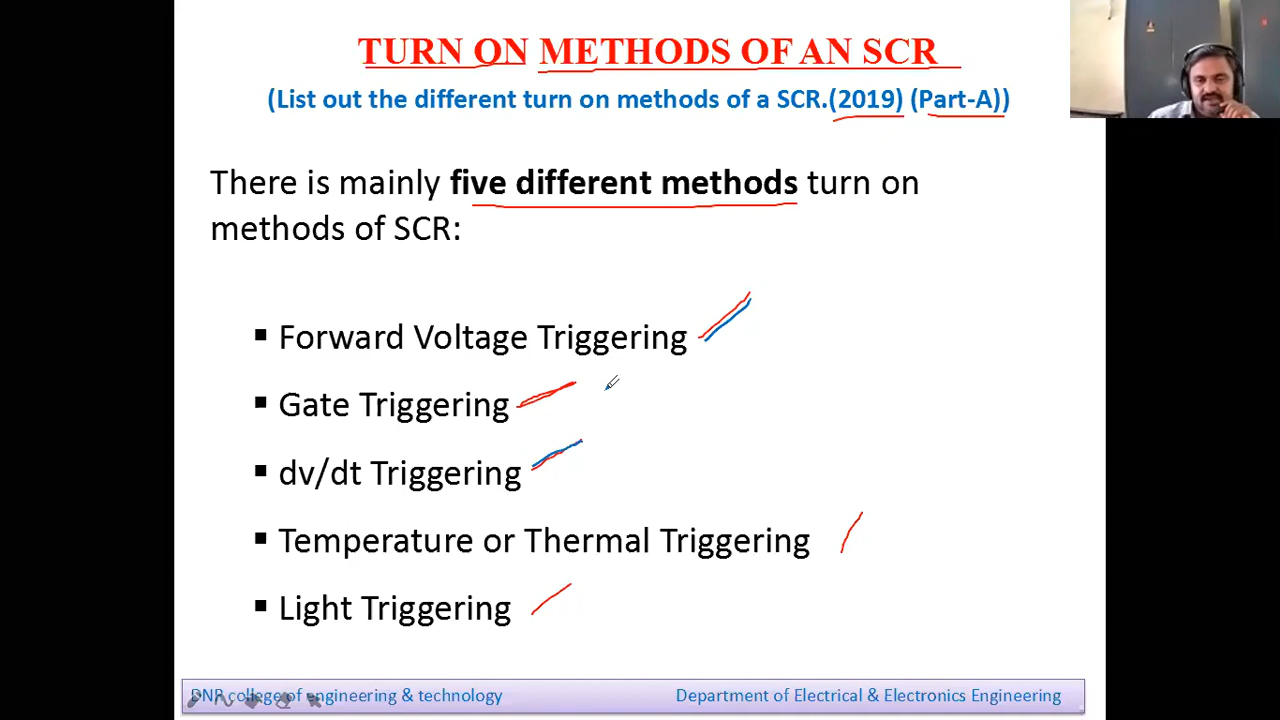 TURN ON METHODS OF AN SCR
(List out the different turn on methods of a SCR.(2019) (Part-A))
There is mainly five different methods turn on
methods of SCR:
▪ Forward Voltage Triggering
▪ Gate Triggering
▪ dv/dt Triggering
▪ Temperature or Thermal Triggering
▪ Light Triggering
DNR college of engineering & technology
Department of Electrical & Electronics Engineering